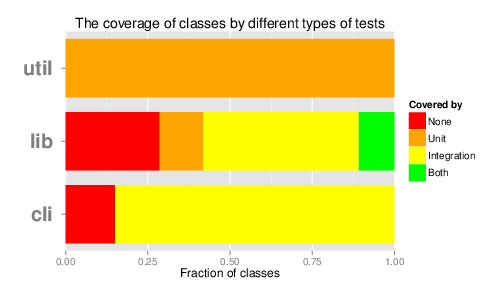 The coverage of classes by different types of tests
util
lib
cli
0.00 0.25 0.50 0.75 1.00
Fraction of classes
Covered by
None
Unit
Integration
Both